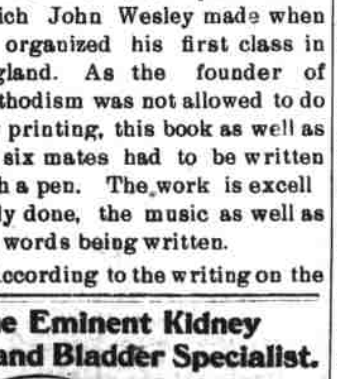 ich John Wesley made when
organized his first class in
gland. As the founder of
thodism was not allowed to do
printing, this book as well as
six mates had to be written
h a pen. The work is excell
ly done, the music as well as
words being written.
ccording to the writing on the
e Eminent Kidney
and Bladder Specialist.